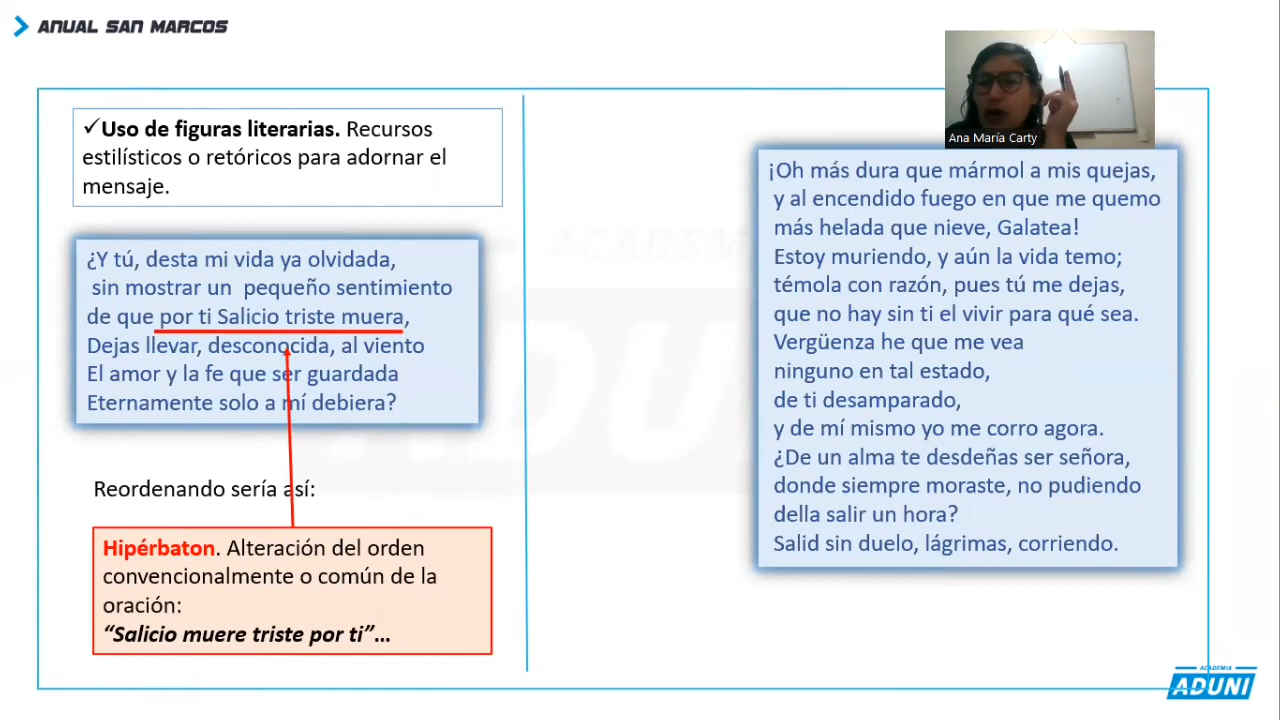 ANUAL SAN MARCOS
✓Uso de figuras literarias. Recursos
estilísticos o retóricos para adornar el
mensaje.
¿Y tú, desta mi vida ya olvidada,
sin mostrar un pequeño sentimiento
de que por ti Salicio triste muera,
Dejas llevar, desconocida, al viento
El amor y la fe que ser guardada
Eternamente solo a mí debiera?
Reordenando sería así:
Hipérbaton. Alteración del orden
convencionalmente o común de la
oración:
“Salicio muere triste por ti”...
Ana María Carty
¡Oh más dura que mármol a mis quejas,
y al encendido fuego en que me quemo
más helada que nieve, Galatea!
Estoy muriendo, y aún la vida temo;
témola con razón, pues tú me dejas,
que no hay sin ti el vivir para qué sea.
Vergüenza he que me vea
ninguno en tal estado,
de ti desamparado,
y de mí mismo yo me corro agora.
¿De un alma te desdeñas ser señora,
donde siempre moraste, no pudiendo
della salir un hora?
Salid sin duelo, lágrimas, corriendo.
ACADEMIA
ADUNI